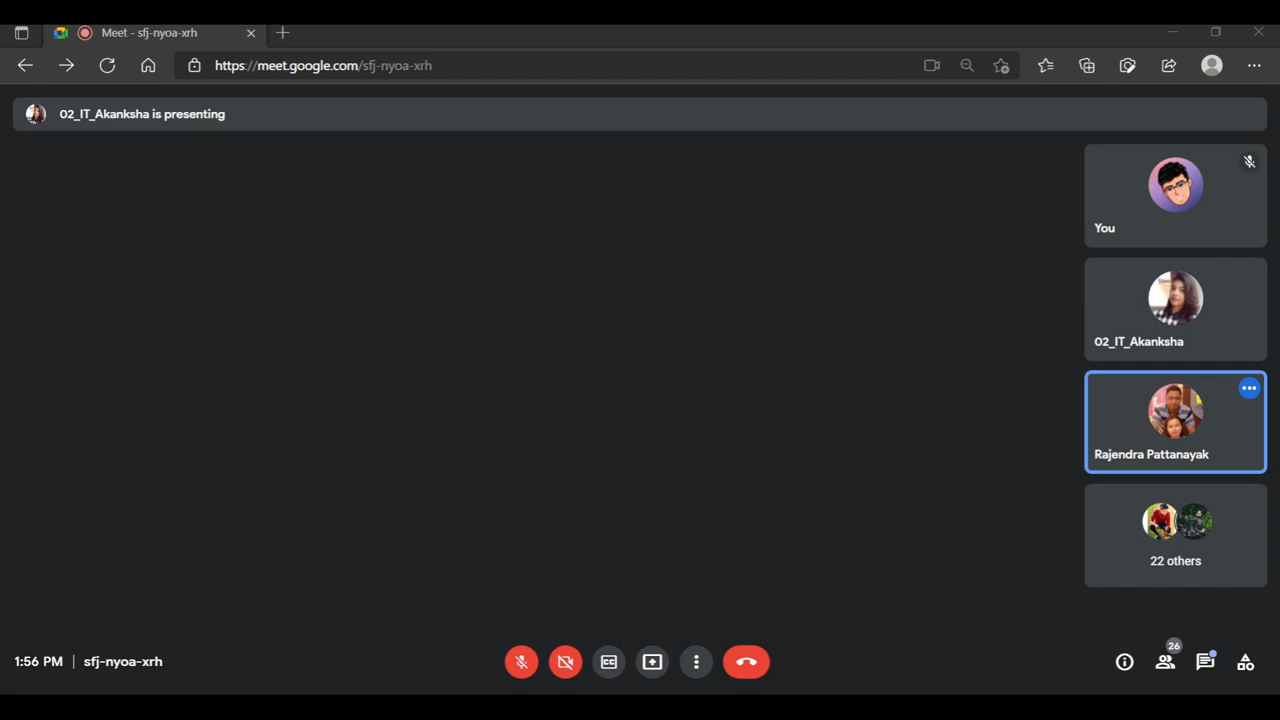 Meet - sfj-nyoa-xrh
https://meet.google.com/sfj-nyoa-xrh
02_IT_Akanksha is presenting
You
02_IT_Akanksha
Rajendra Pattanayak
22 others
1:56 PM | sfj-nyoa-xrh
CC
26